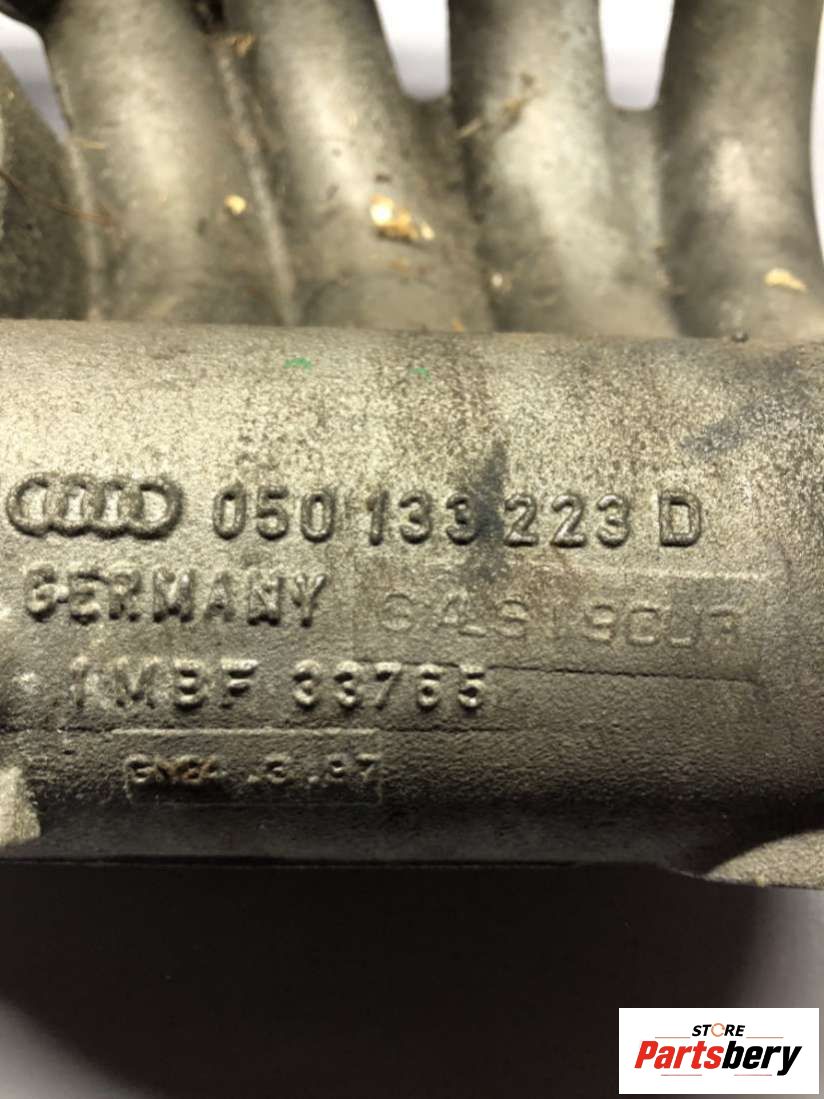 050 133 223 D
GERMANY
1MBF 33765
STORE
Partsbery